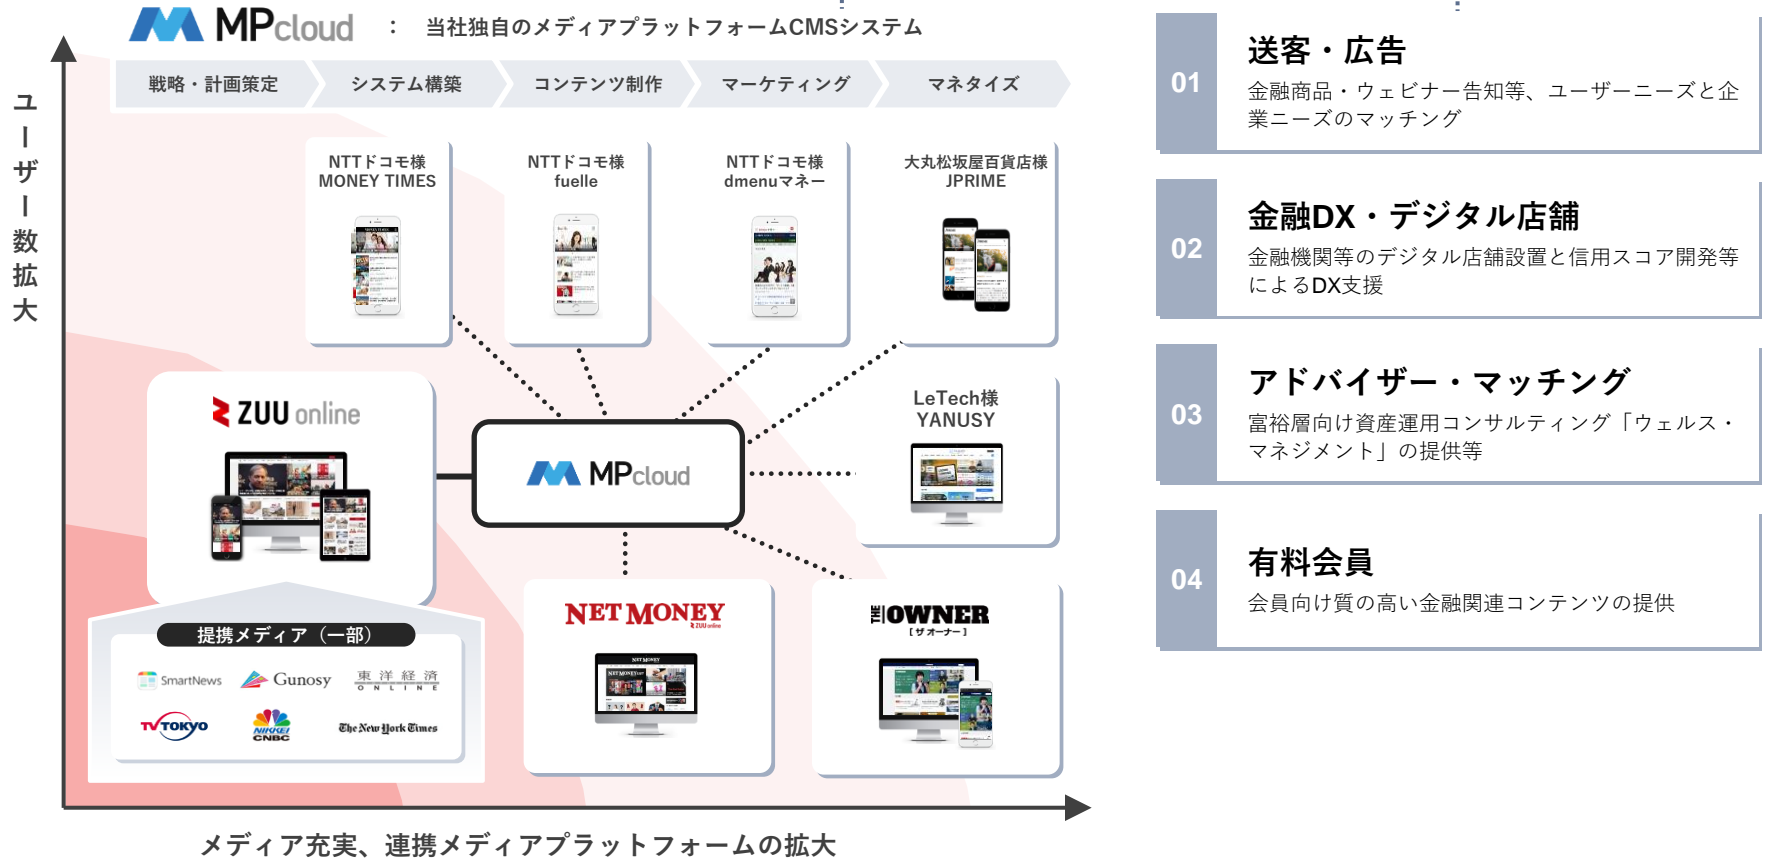 MPcloud ： 当社独自のメディアプラットフォームCMSシステム
戦略・計画策定
システム構築
コンテンツ制作
マーケティング
マネタイズ
ユーザー数拡大
NTTドコモ様
MONEY TIMES
NTTドコモ様
fuelle
NTTドコモ様
dmenuマネー
大丸松坂屋百貨店様
JPRIME
ZUU online
MPcloud
LeTech様
YANUSY
提携メディア（一部）
SmartNews
Gunosy
東洋経済
ONLINE
TV TOKYO
NIKKEI
CNBC
The New York Times
NET MONEY
ZUU online
THE OWNER
［ザ オーナー］
メディア充実、連携メディアプラットフォームの拡大
01
送客・広告
金融商品・ウェビナー告知等、ユーザーニーズと企
業ニーズのマッチング
02
金融DX・デジタル店舗
金融機関等のデジタル店舗設置と信用スコア開発等
によるDX支援
03
アドバイザー・マッチング
富裕層向け資産運用コンサルティング「ウェルス・
マネジメント」の提供等
04
有料会員
会員向け質の高い金融関連コンテンツの提供